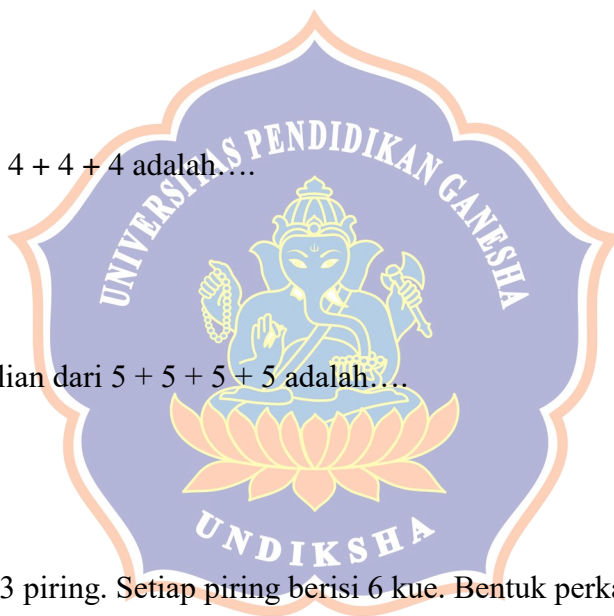 UNIVERSITAS PENDIDIKAN GANESHA
4 + 4 + 4 adalah….
lian dari 5 + 5 + 5 + 5 adalah….
UNDIKSHA
3 piring. Setiap piring berisi 6 kue. Bentuk perka